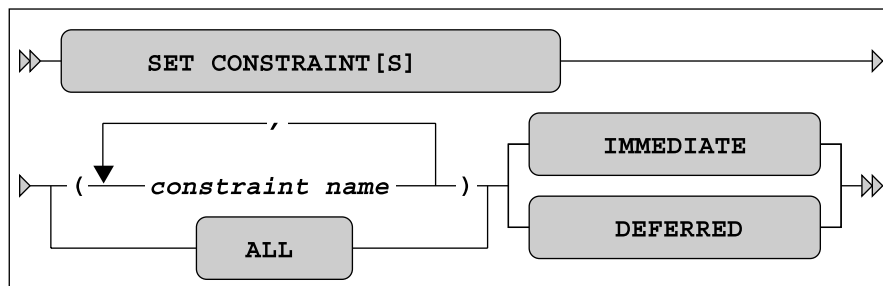 SET CONSTRAINT[S]
,
( constraint name )
ALL
IMMEDIATE
DEFERRED